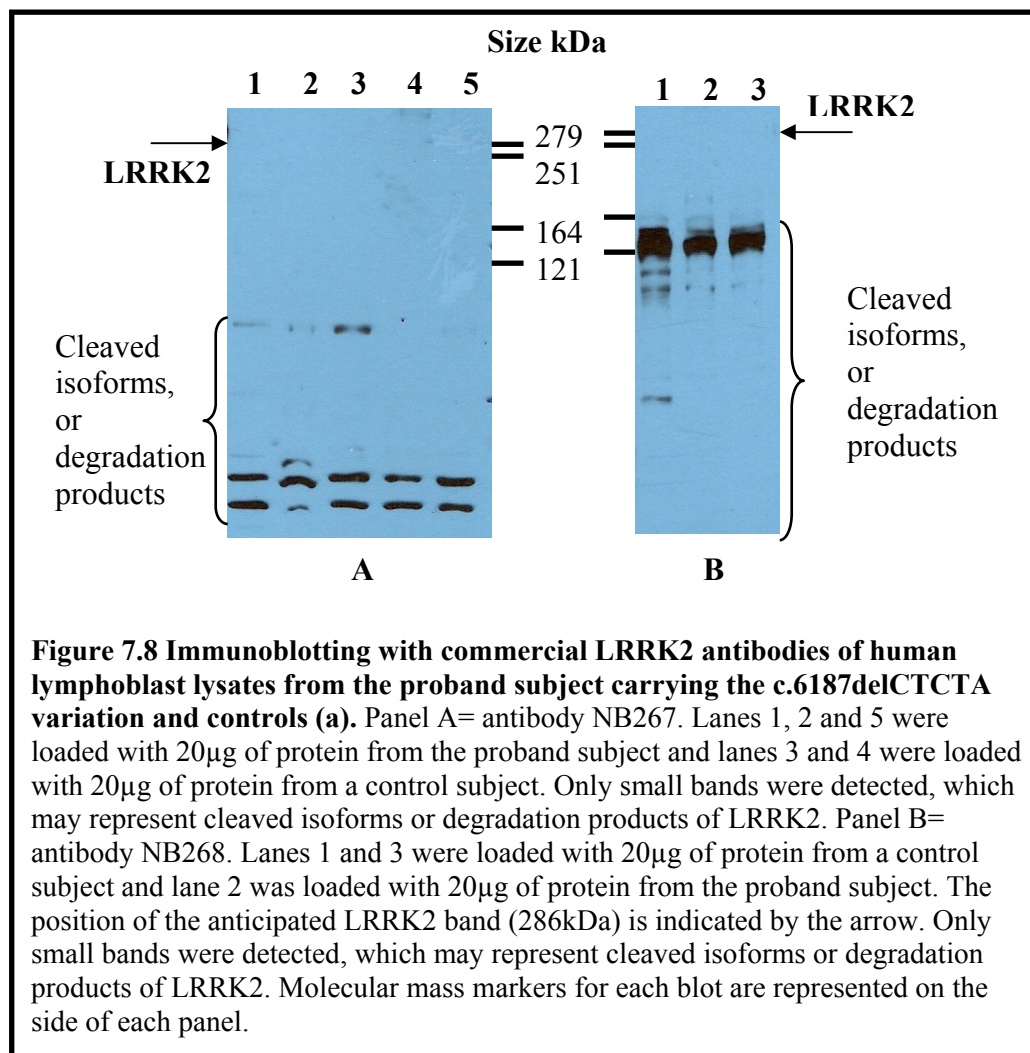 Size kDa
1 2 3 4 5
1 2 3
LRRK2
LRRK2
279
251
164
121
Cleaved
isoforms,
or
degradation
products
Cleaved
isoforms,
or
degradation
products
A
B
Figure 7.8 Immunoblotting with commercial LRRK2 antibodies of human
lymphoblast lysates from the proband subject carrying the c.6187delCTCTA
variation and controls (a). Panel A= antibody NB267. Lanes 1, 2 and 5 were
loaded with 20µg of protein from the proband subject and lanes 3 and 4 were loaded
with 20µg of protein from a control subject. Only small bands were detected, which
may represent cleaved isoforms or degradation products of LRRK2. Panel B=
antibody NB268. Lanes 1 and 3 were loaded with 20µg of protein from a control
subject and lane 2 was loaded with 20µg of protein from the proband subject. The
position of the anticipated LRRK2 band (286kDa) is indicated by the arrow. Only
small bands were detected, which may represent cleaved isoforms or degradation
products of LRRK2. Molecular mass markers for each blot are represented on the
side of each panel.